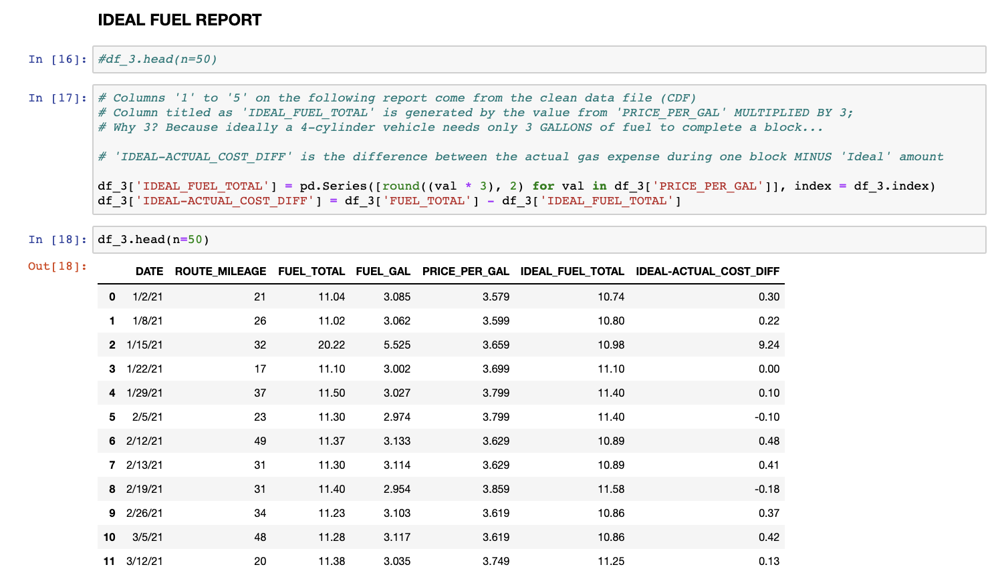 IDEAL FUEL REPORT
In [16]: #df_3.head(n=50)
In [17]: # Columns '1' to '5' on the following report come from the clean data file (CDF)
# Column titled as 'IDEAL_FUEL_TOTAL' is generated by the value from 'PRICE_PER_GAL' MULTIPLIED BY 3;
# Why 3? Because ideally a 4-cylinder vehicle needs only 3 GALLONS of fuel to complete a block...
# 'IDEAL-ACTUAL_COST_DIFF' is the difference between the actual gas expense during one block MINUS 'Ideal' amount
df_3['IDEAL_FUEL_TOTAL'] = pd.Series([round((val * 3), 2) for val in df_3['PRICE_PER_GAL']], index = df_3.index)
df_3['IDEAL-ACTUAL_COST_DIFF'] = df_3['FUEL_TOTAL'] - df_3['IDEAL_FUEL_TOTAL']
In [18]: df_3.head(n=50)
Out[18]:
DATE ROUTE_MILEAGE FUEL_TOTAL FUEL_GAL PRICE_PER_GAL IDEAL_FUEL_TOTAL IDEAL-ACTUAL_COST_DIFF
0 1/2/21 21 11.04 3.085 3.579 10.74 0.30
1 1/8/21 26 11.02 3.062 3.599 10.80 0.22
2 1/15/21 32 20.22 5.525 3.659 10.98 9.24
3 1/22/21 17 11.10 3.002 3.699 11.10 0.00
4 1/29/21 37 11.50 3.027 3.799 11.40 0.10
5 2/5/21 23 11.30 2.974 3.799 11.40 -0.10
6 2/12/21 49 11.37 3.133 3.629 10.89 0.48
7 2/13/21 31 11.30 3.114 3.629 10.89 0.41
8 2/19/21 31 11.40 2.954 3.859 11.58 -0.18
9 2/26/21 34 11.23 3.103 3.619 10.86 0.37
10 3/5/21 48 11.28 3.117 3.619 10.86 0.42
11 3/12/21 20 11.38 3.035 3.749 11.25 0.13